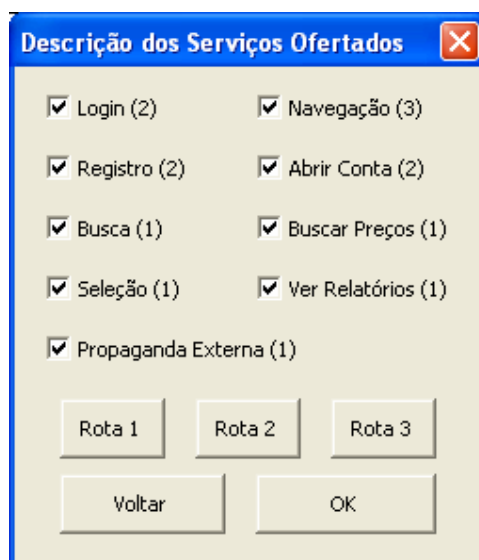 Descrição dos Serviços Ofertados
Login (2) Navegação (3)
Registro (2) Abrir Conta (2)
Busca (1) Buscar Preços (1)
Seleção (1) Ver Relatórios (1)
Propaganda Externa (1)
Rota 1 Rota 2 Rota 3
Voltar OK